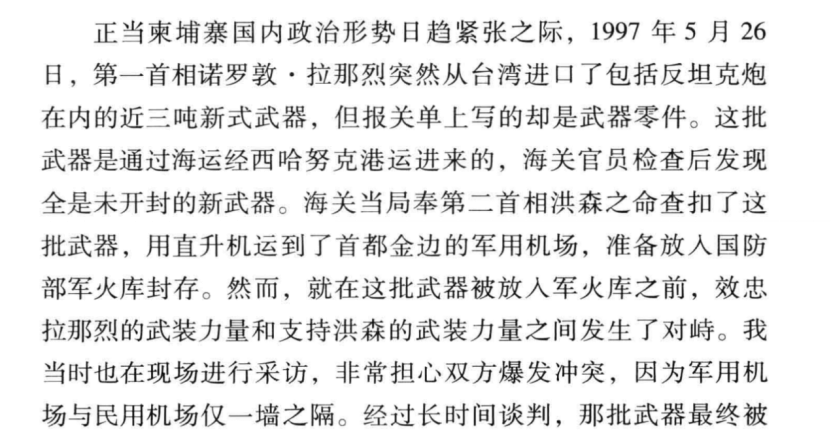 正当柬埔寨国内政治形势日趋紧张之际，1997 年 5 月 26
日，第一首相诺罗敦·拉那烈突然从台湾进口了包括反坦克炮
在内的近三吨新式武器，但报关单上写的却是武器零件。这批
武器是通过海运经西哈努克港运进来的，海关官员检查后发现
全是未开封的新武器。海关当局奉第二首相洪森之命查扣了这
批武器，用直升机运到了首都金边的军用机场，准备放入国防
部军火库封存。然而，就在这批武器被放入军火库之前，效忠
拉那烈的武装力量和支持洪森的武装力量之间发生了对峙。我
当时也在现场进行采访，非常担心双方爆发冲突，因为军用机
场与民用机场仅一墙之隔。经过长时间谈判，那批武器最终被